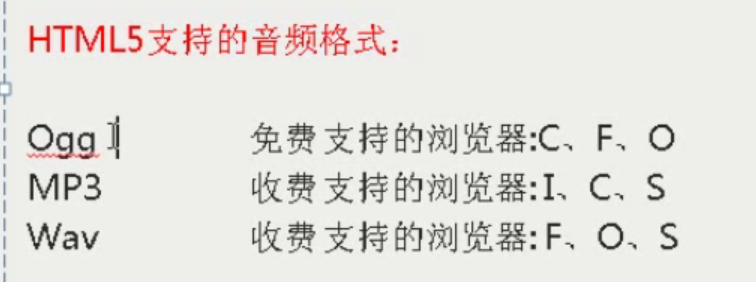 HTML5支持的音频格式：
Ogg 免费 支持的浏览器:C、F、O
MP3 收费 支持的浏览器:I、C、S
Wav 收费 支持的浏览器:F、O、S